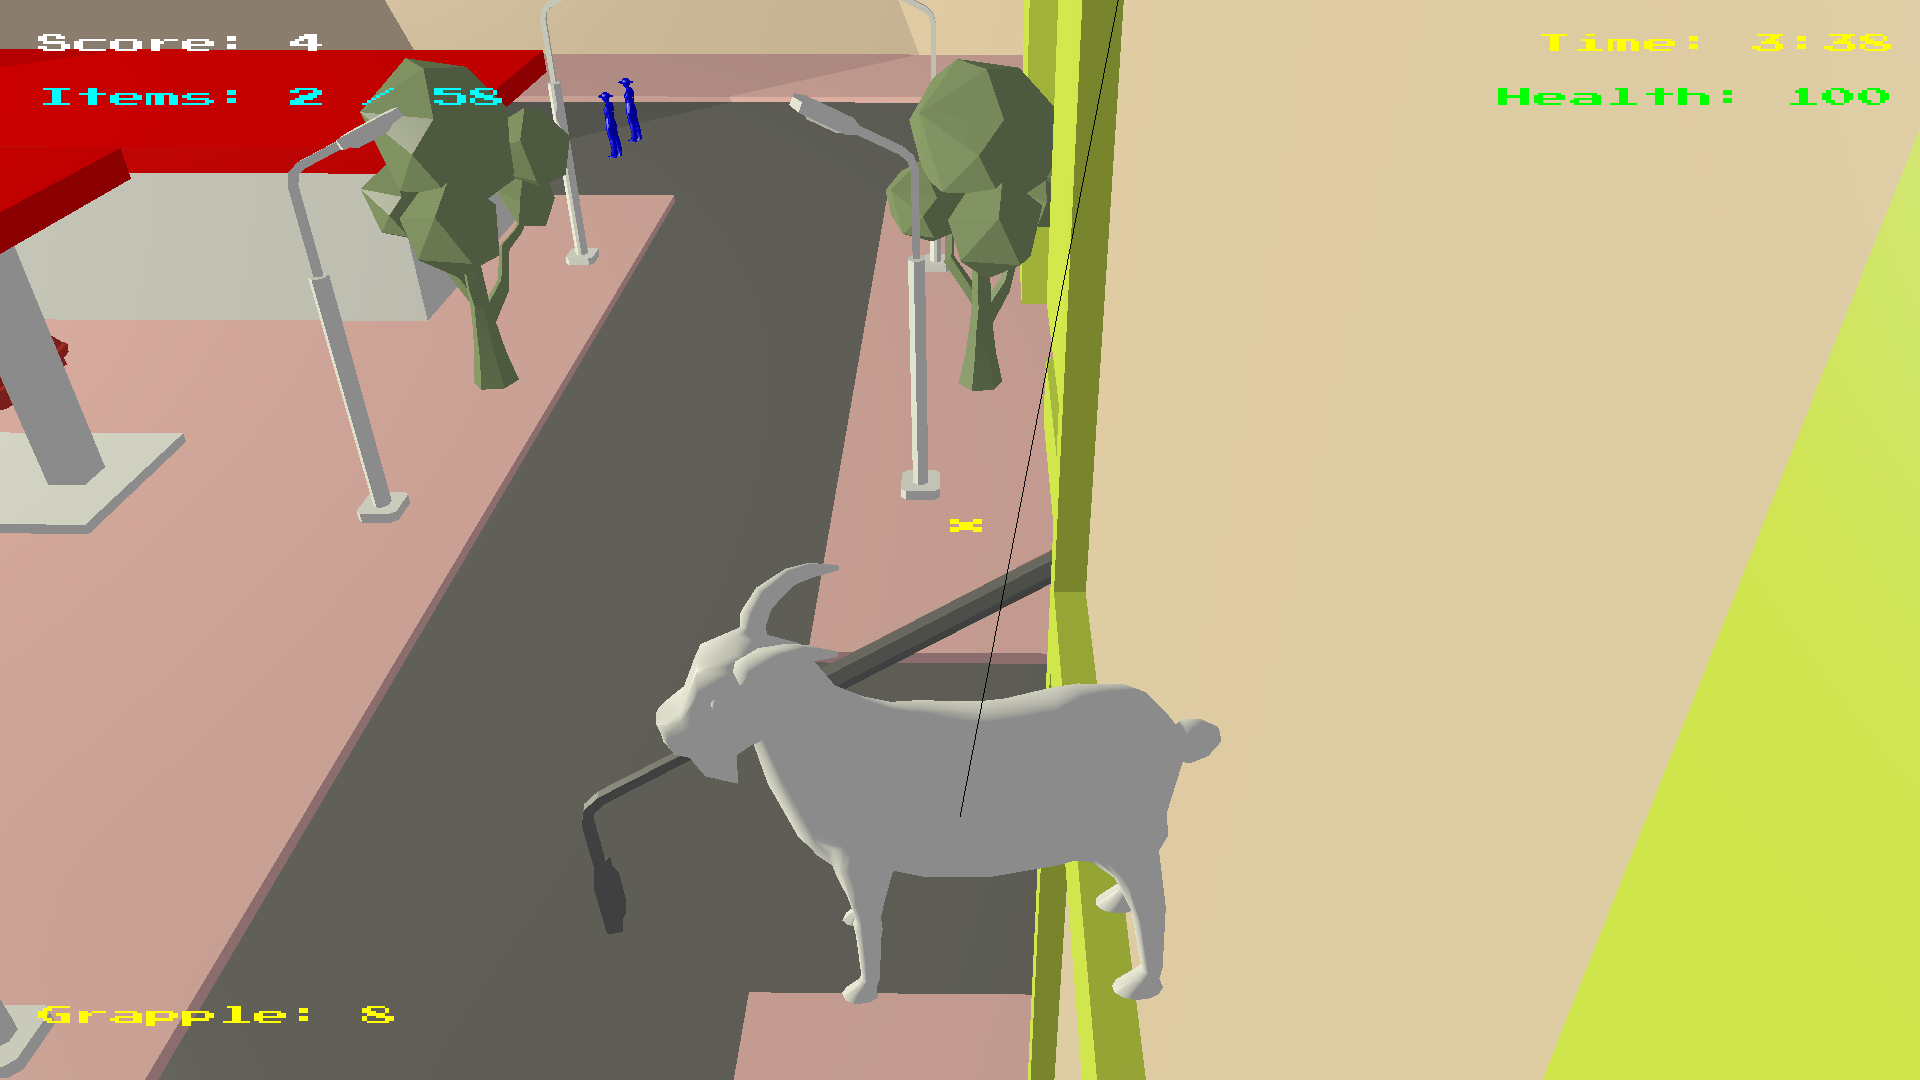 Score: 4
Time: 3:38
Items: 2 / 58
Health: 100
Grapple: 8